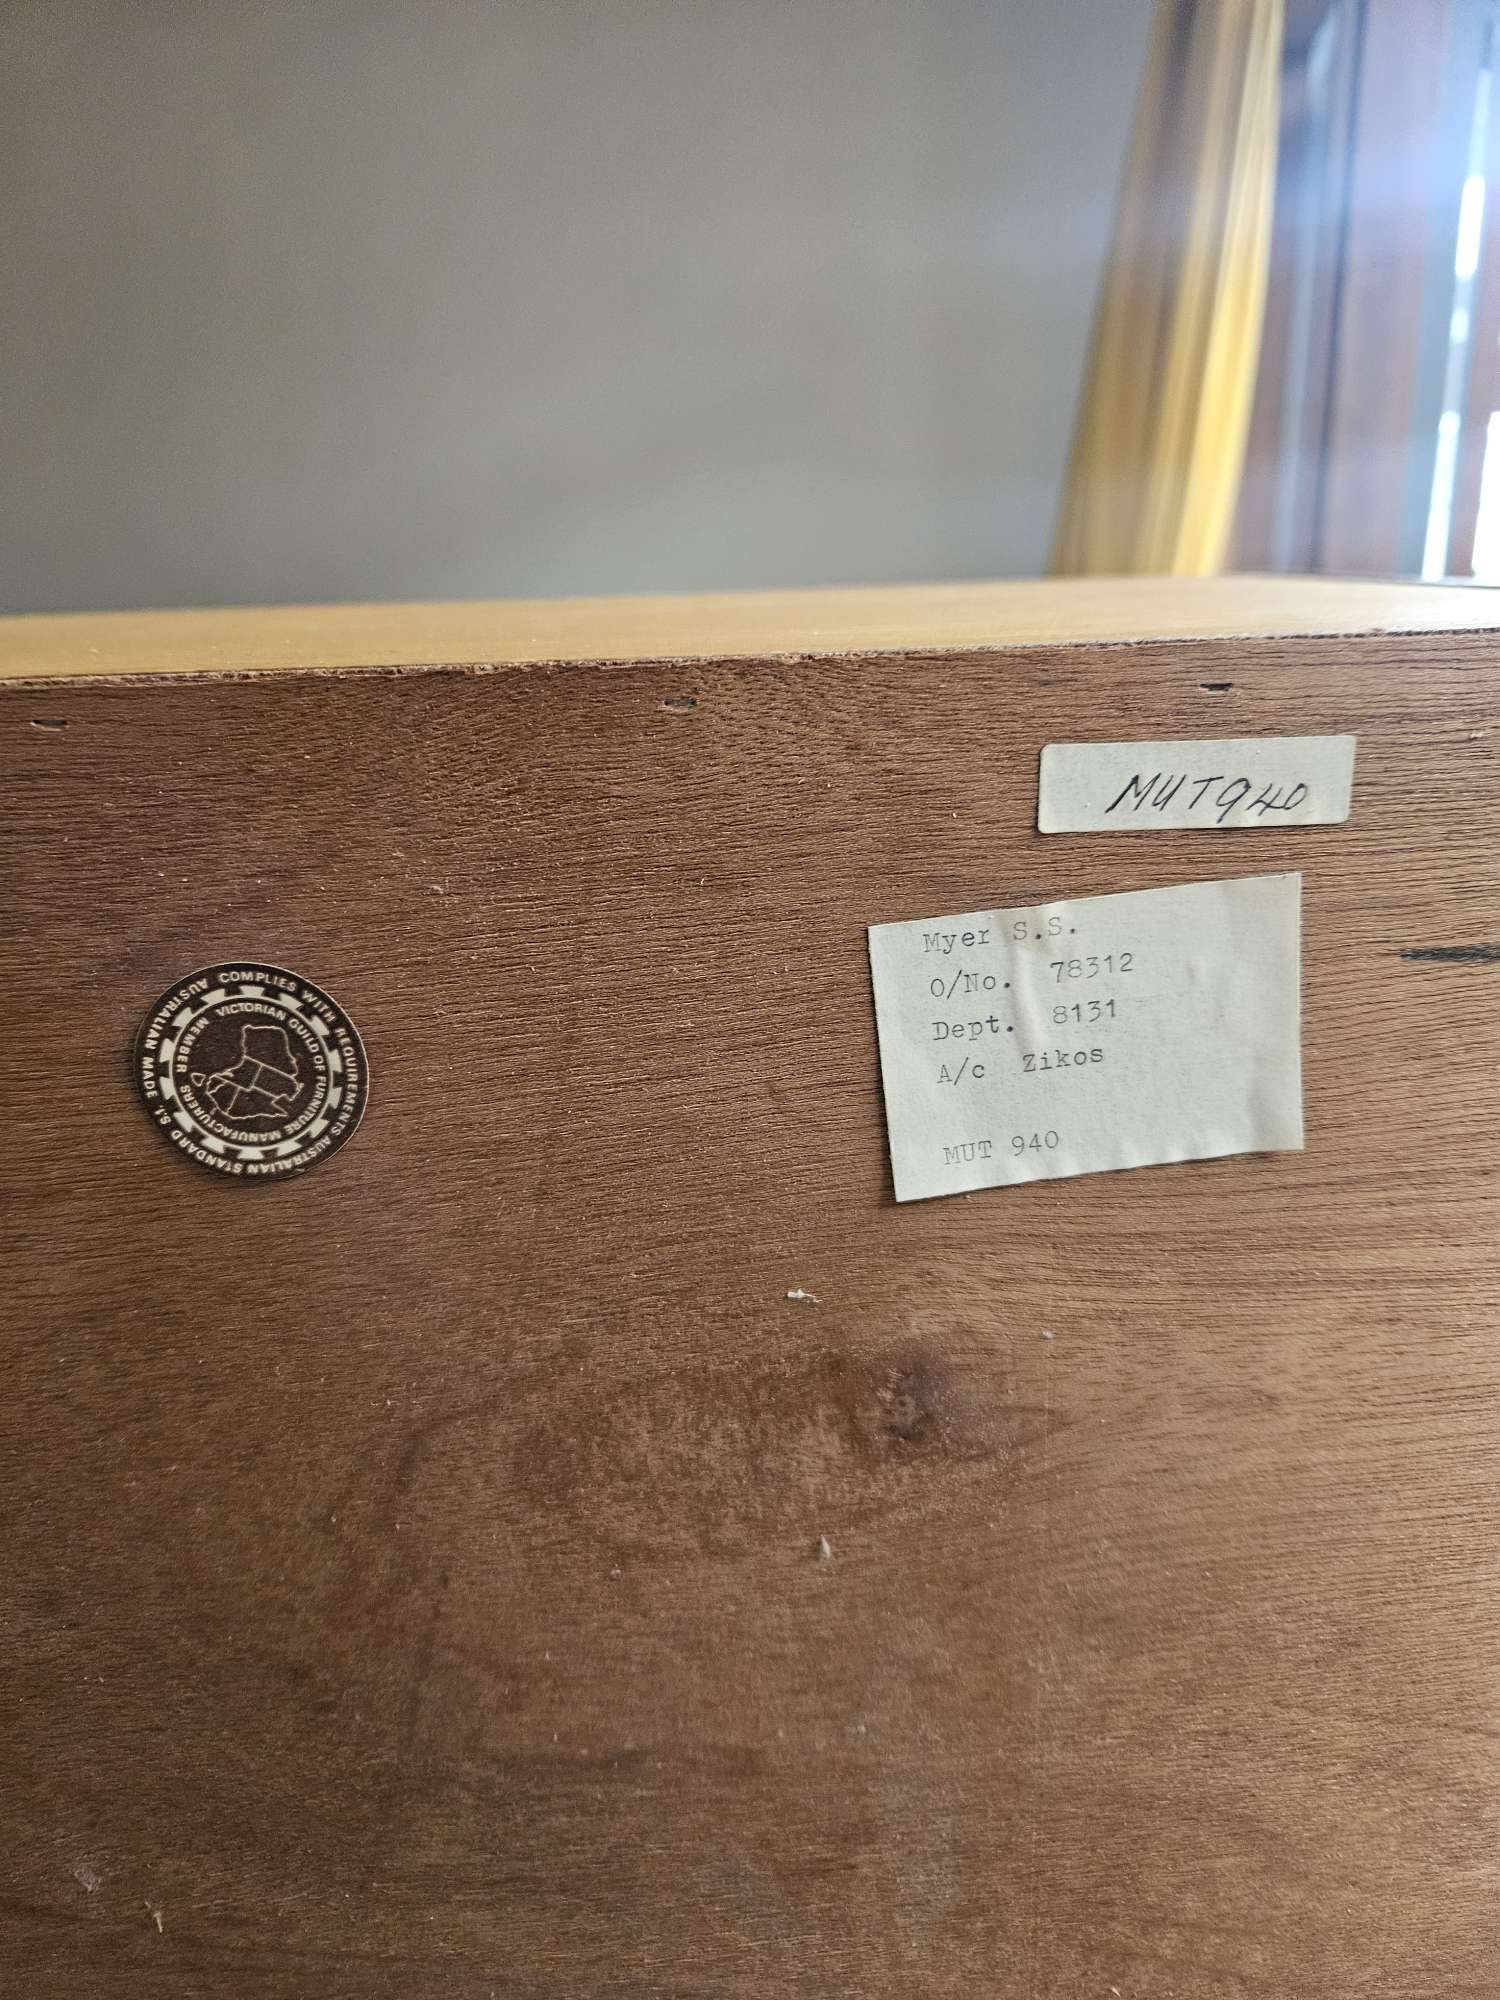 MUT940
Myer S.S.
O/No. 78312
Dept. 8131
A/c Zikos
MUT 940
AUSTRALIAN MADE COMPLIES WITH REQUIREMENTS AUSTRALIAN STANDARD S.I.
MEMBER VICTORIAN GUILD OF FURNITURE MANUFACTURERS